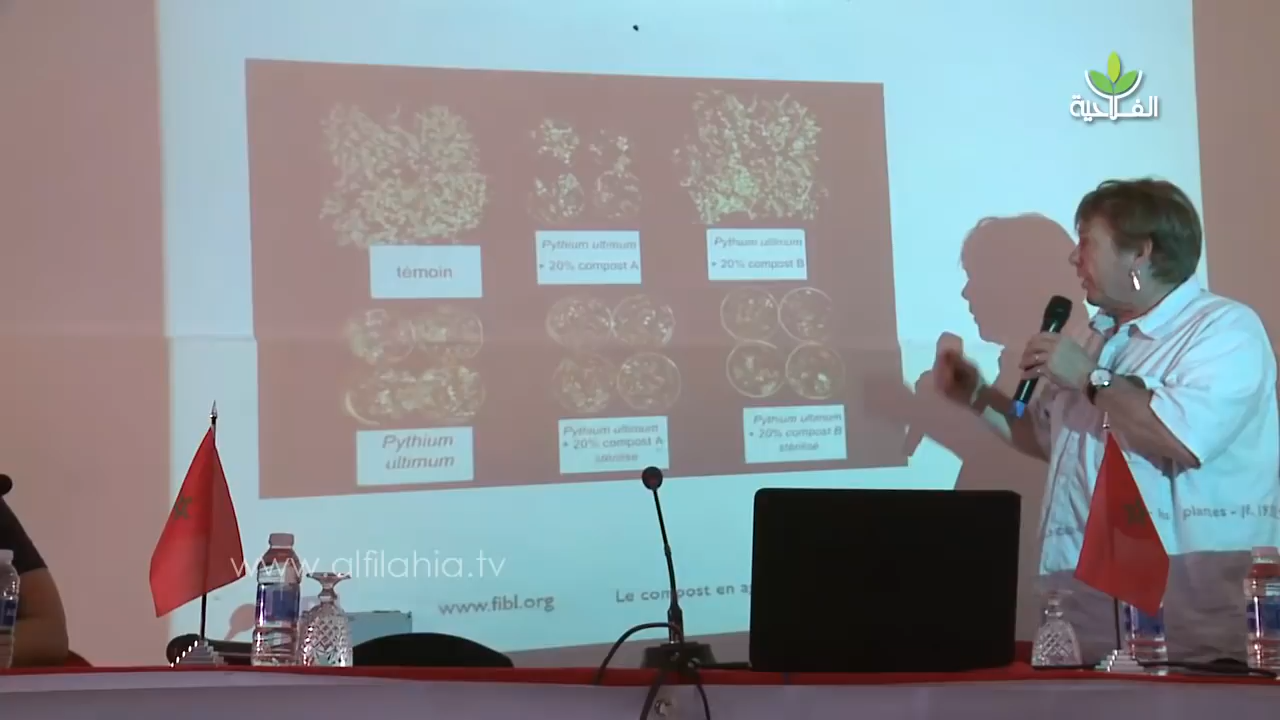 الفلاحية
témoin
Pythium ultimum
+ 20% compost A
Pythium ultimum
+ 20% compost B
Pythium
ultimum
Pythium ultimum
+ 20% compost A
stérilisé
Pythium ultimum
+ 20% compost B
stérilisé
www.alfilahia.tv
www.fibl.org
Le compost en
plantes -